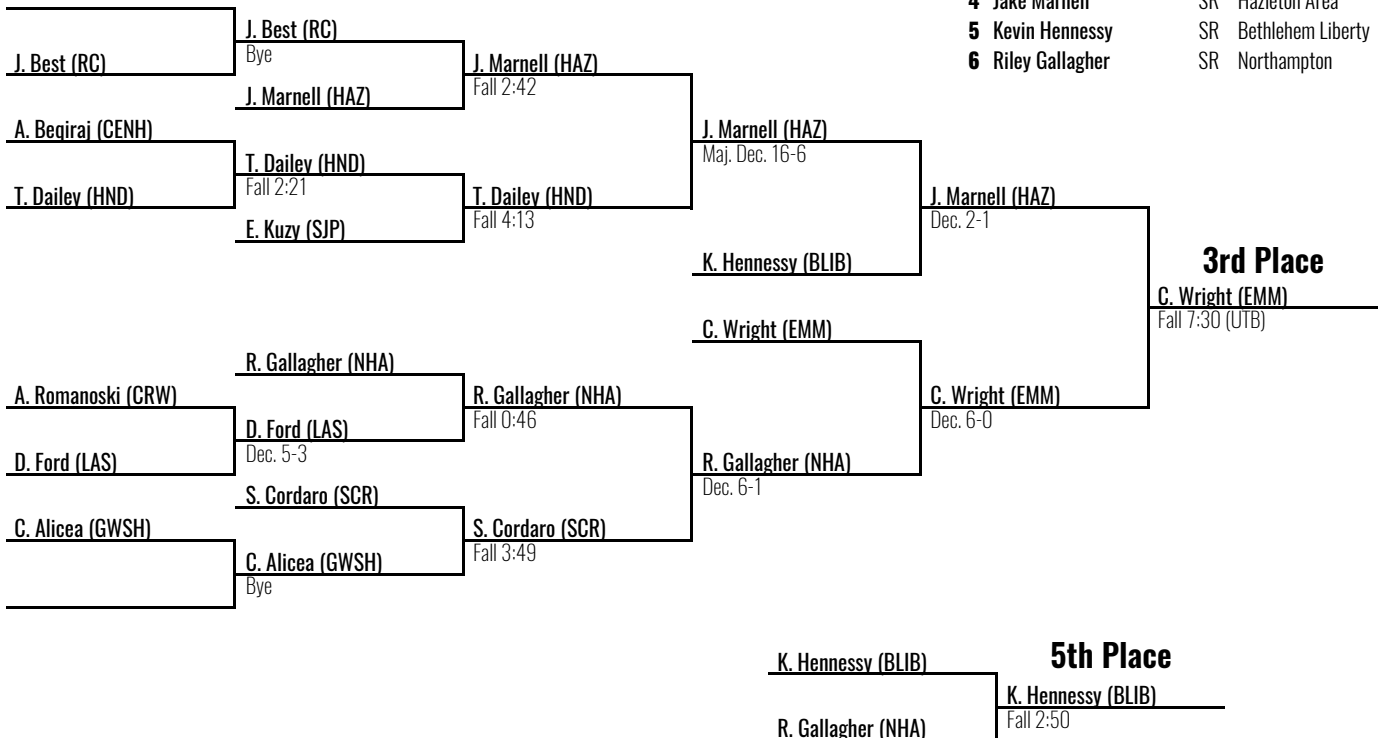 4 Jake Marnell SR Hazleton Area
5 Kevin Hennessy SR Bethlehem Liberty
6 Riley Gallagher SR Northampton
J. Best (RC)
J. Best (RC)
Bye
J. Marnell (HAZ)
J. Marnell (HAZ)
Fall 2:42
A. Beqiraj (CENH)
T. Dailey (HND)
T. Dailey (HND)
Fall 2:21
E. Kuzy (SJP)
T. Dailey (HND)
Fall 4:13
J. Marnell (HAZ)
Maj. Dec. 16-6
K. Hennessy (BLIB)
J. Marnell (HAZ)
Dec. 2-1
3rd Place
C. Wright (EMM)
Fall 7:30 (UTB)
C. Wright (EMM)
C. Wright (EMM)
Dec. 6-0
R. Gallagher (NHA)
A. Romanoski (CRW)
D. Ford (LAS)
D. Ford (LAS)
Dec. 5-3
R. Gallagher (NHA)
Fall 0:46
R. Gallagher (NHA)
Dec. 6-1
S. Cordaro (SCR)
C. Alicea (GWSH)
C. Alicea (GWSH)
Bye
S. Cordaro (SCR)
Fall 3:49
5th Place
K. Hennessy (BLIB)
K. Hennessy (BLIB)
Fall 2:50
R. Gallagher (NHA)